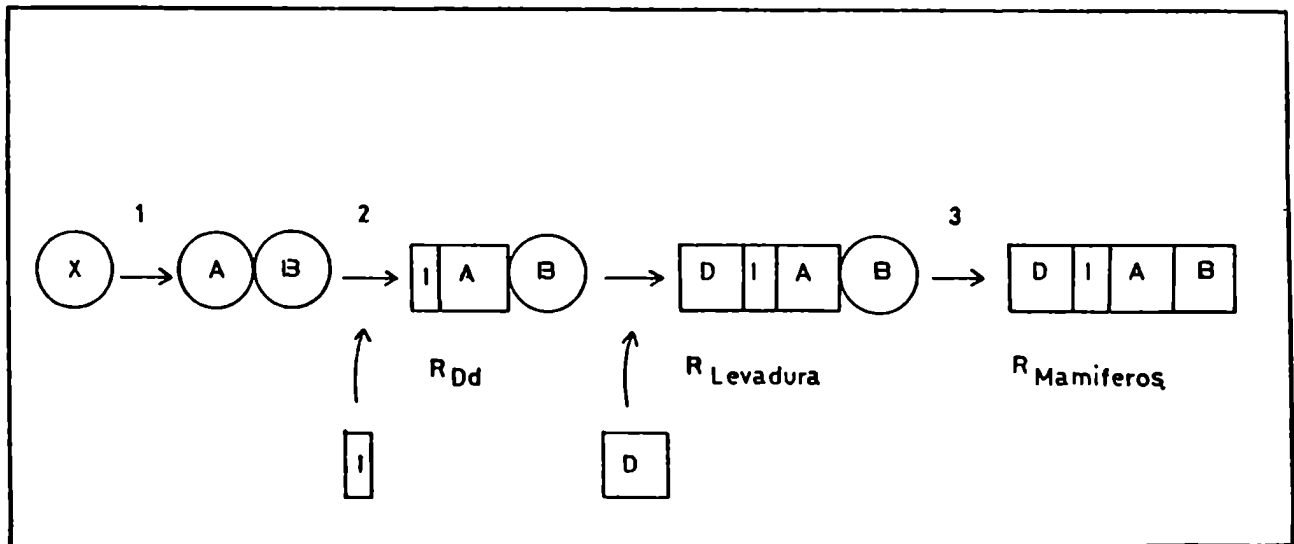 1 2 3
X A B I A B D I A B D I A B
R Dd R Levadura R Mamiferos
I D